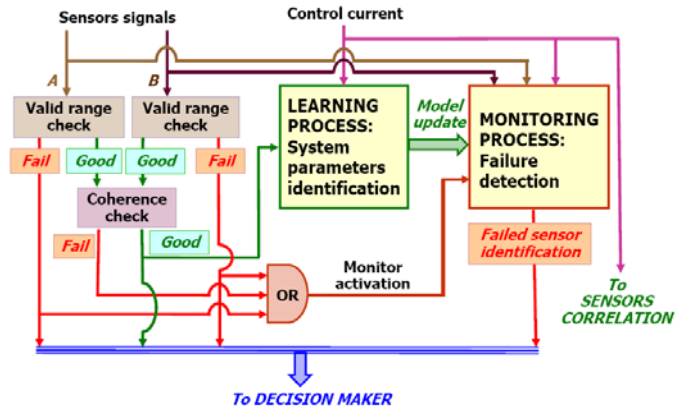 Sensors signals
Control current
A
B
Valid range
check
Valid range
check
Fail
Good
Good
Fail
Coherence
check
Fail
Good
LEARNING
PROCESS:
System
parameters
identification
Model
update
MONITORING
PROCESS:
Failure
detection
Failed sensor
identification
OR
Monitor
activation
To
SENSORS
CORRELATION
To DECISION MAKER